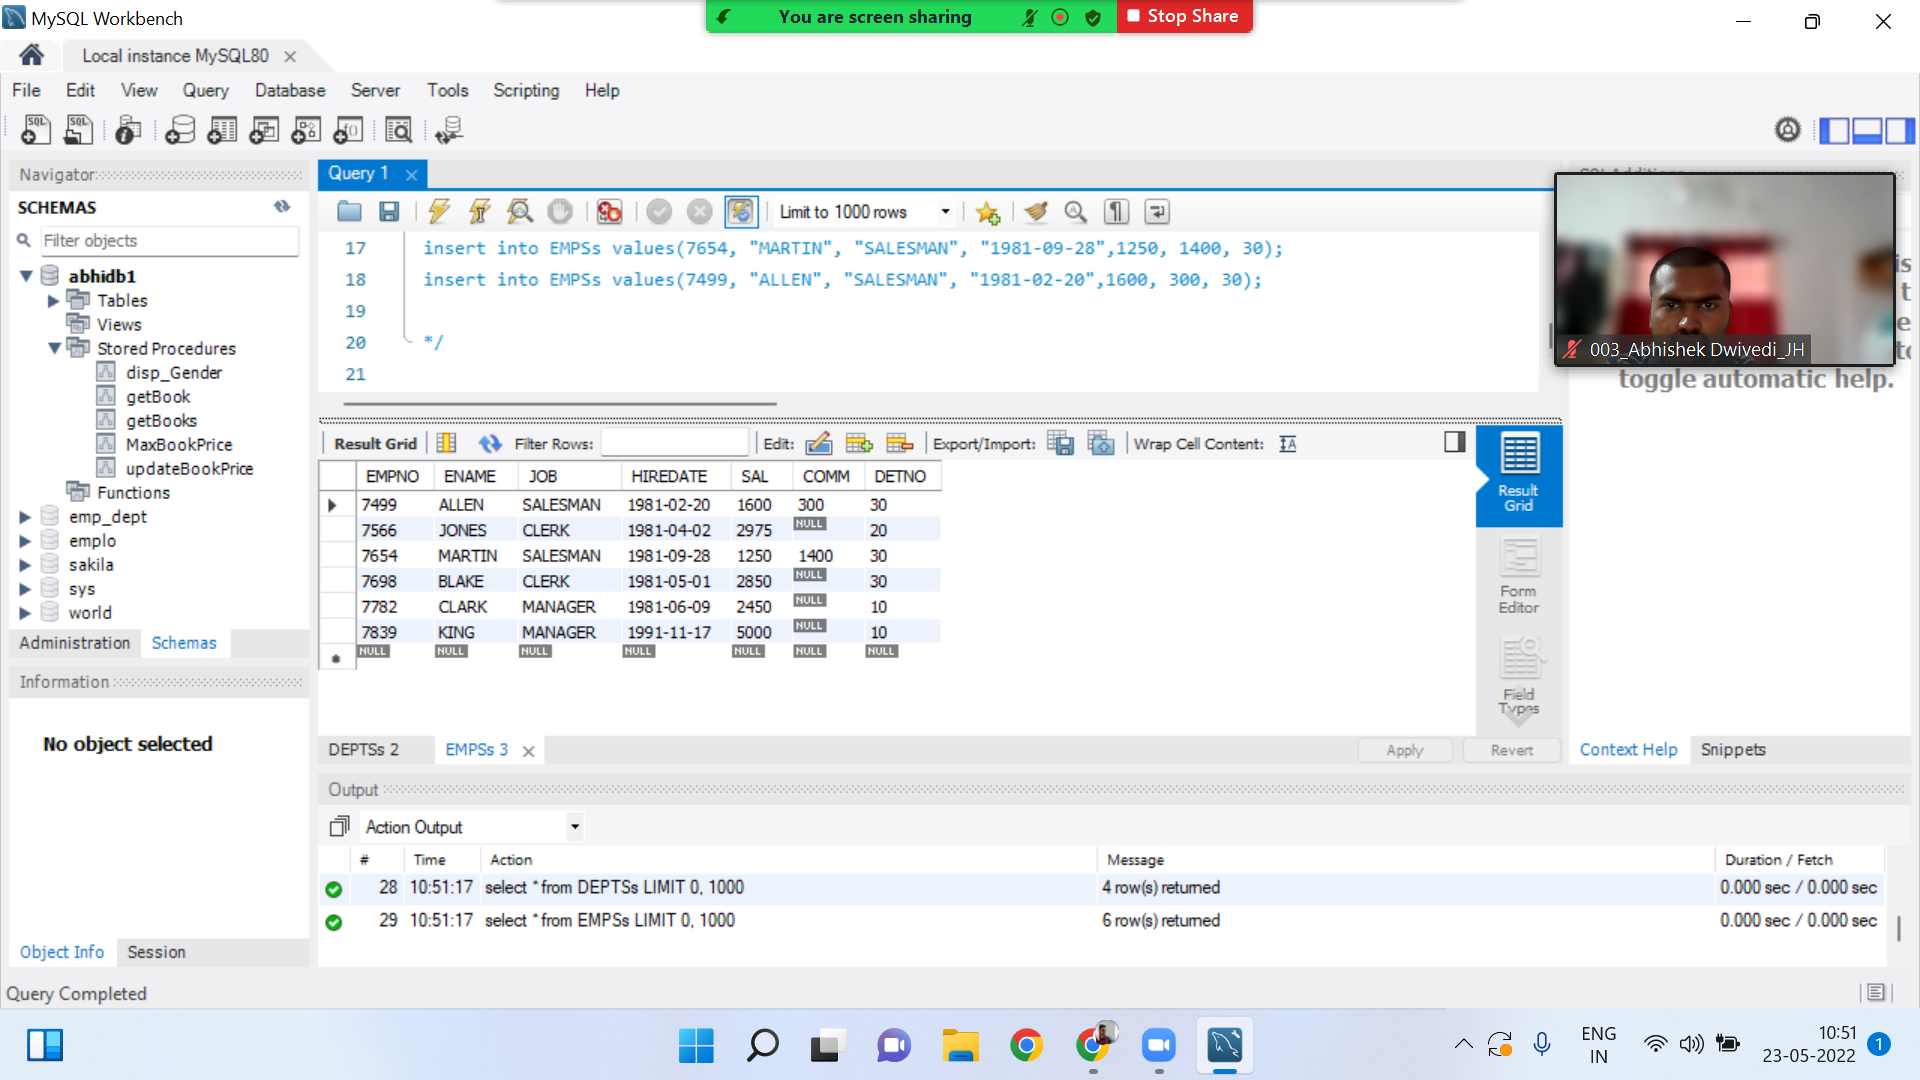 MySQL Workbench
You are screen sharing
Stop Share
Local instance MySQL80
File Edit View Query Database Server Tools Scripting Help
Navigator
SCHEMAS
Filter objects
abhidb1
Tables
Views
Stored Procedures
disp_Gender
getBook
getBooks
MaxBookPrice
updateBookPrice
Functions
emp_dept
emplo
sakila
sys
world
Administration Schemas
Information
No object selected
Object Info Session
Query Completed
Query 1
Limit to 1000 rows
17 insert into EMPSs values(7654, "MARTIN", "SALESMAN", "1981-09-28",1250, 1400, 30);
18 insert into EMPSs values(7499, "ALLEN", "SALESMAN", "1981-02-20",1600, 300, 30);
19
20 */
21
Result Grid Filter Rows: Edit: Export/Import: Wrap Cell Content:
EMPNO ENAME JOB HIREDATE SAL COMM DETNO
7499 ALLEN SALESMAN 1981-02-20 1600 300 30
7566 JONES CLERK 1981-04-02 2975 NULL 20
7654 MARTIN SALESMAN 1981-09-28 1250 1400 30
7698 BLAKE CLERK 1981-05-01 2850 NULL 30
7782 CLARK MANAGER 1981-06-09 2450 NULL 10
7839 KING MANAGER 1991-11-17 5000 NULL 10
NULL NULL NULL NULL NULL NULL NULL
Result
Grid
Form
Editor
Field
Types
DEPTSs 2 EMPSs 3 Apply Revert
003_Abhishek Dwivedi_JH
toggle automatic help.
Context Help Snippets
Output
Action Output
# Time Action Message Duration / Fetch
28 10:51:17 select * from DEPTSs LIMIT 0, 1000 4 row(s) returned 0.000 sec / 0.000 sec
29 10:51:17 select * from EMPSs LIMIT 0, 1000 6 row(s) returned 0.000 sec / 0.000 sec
ENG
IN
10:51
23-05-2022
1